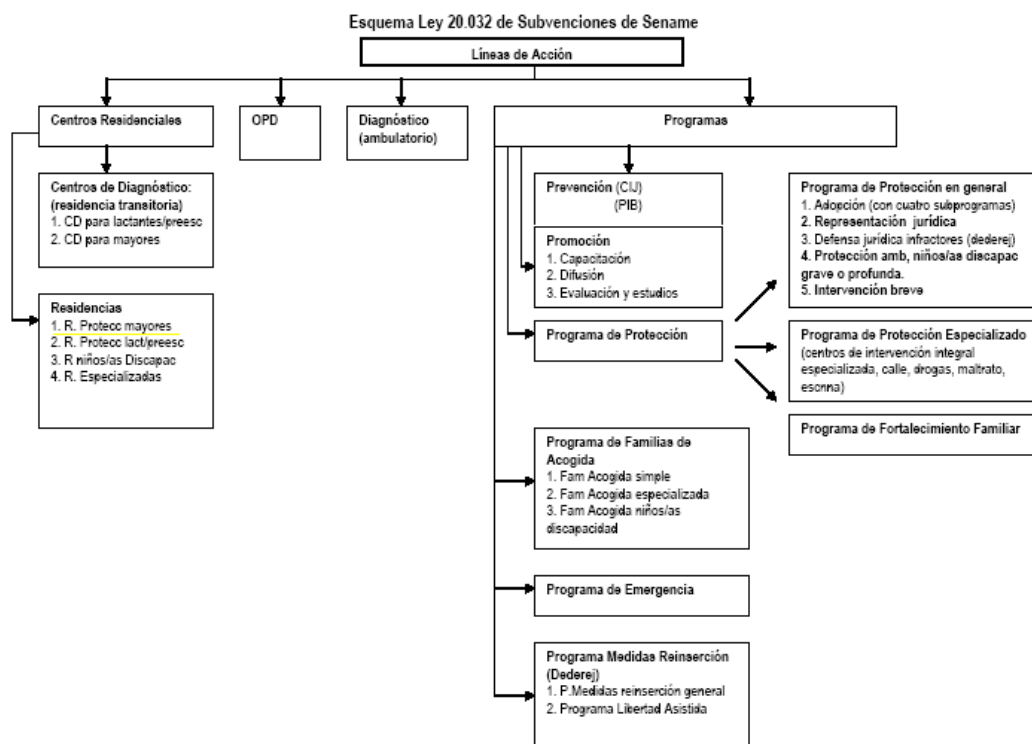 Esquema Ley 20.032 de Subvenciones de Sename
Líneas de Acción
Centros Residenciales
OPD
Diagnóstico
(ambulatorio)
Programas
Centros de Diagnóstico:
(residencia transitoria)
1. CD para lactantes/preesc
2. CD para mayores
Residencias
1. R. Protecc mayores
2. R. Protecc lact/preesc
3. R niños/as Discapac
4. R. Especializadas
Prevención (CIJ)
(PIB)
Promoción
1. Capacitación
2. Difusión
3. Evaluación y estudios
Programa de Protección
Programa de Protección en general
1. Adopción (con cuatro subprogramas)
2. Representación jurídica
3. Defensa jurídica infractores (dederej)
4. Protección amb, niños/as discapac
grave o profunda.
5. Intervención breve
Programa de Protección Especializado
(centros de intervención integral
especializada, calle, drogas, maltrato,
escnna)
Programa de Fortalecimiento Familiar
Programa de Familias de
Acogida
1. Fam Acogida simple
2. Fam Acogida especializada
3. Fam Acogida niños/as
discapacidad
Programa de Emergencia
Programa Medidas Reinserción
(Dederej)
1. P.Medidas reinserción general
2. Programa Libertad Asistida